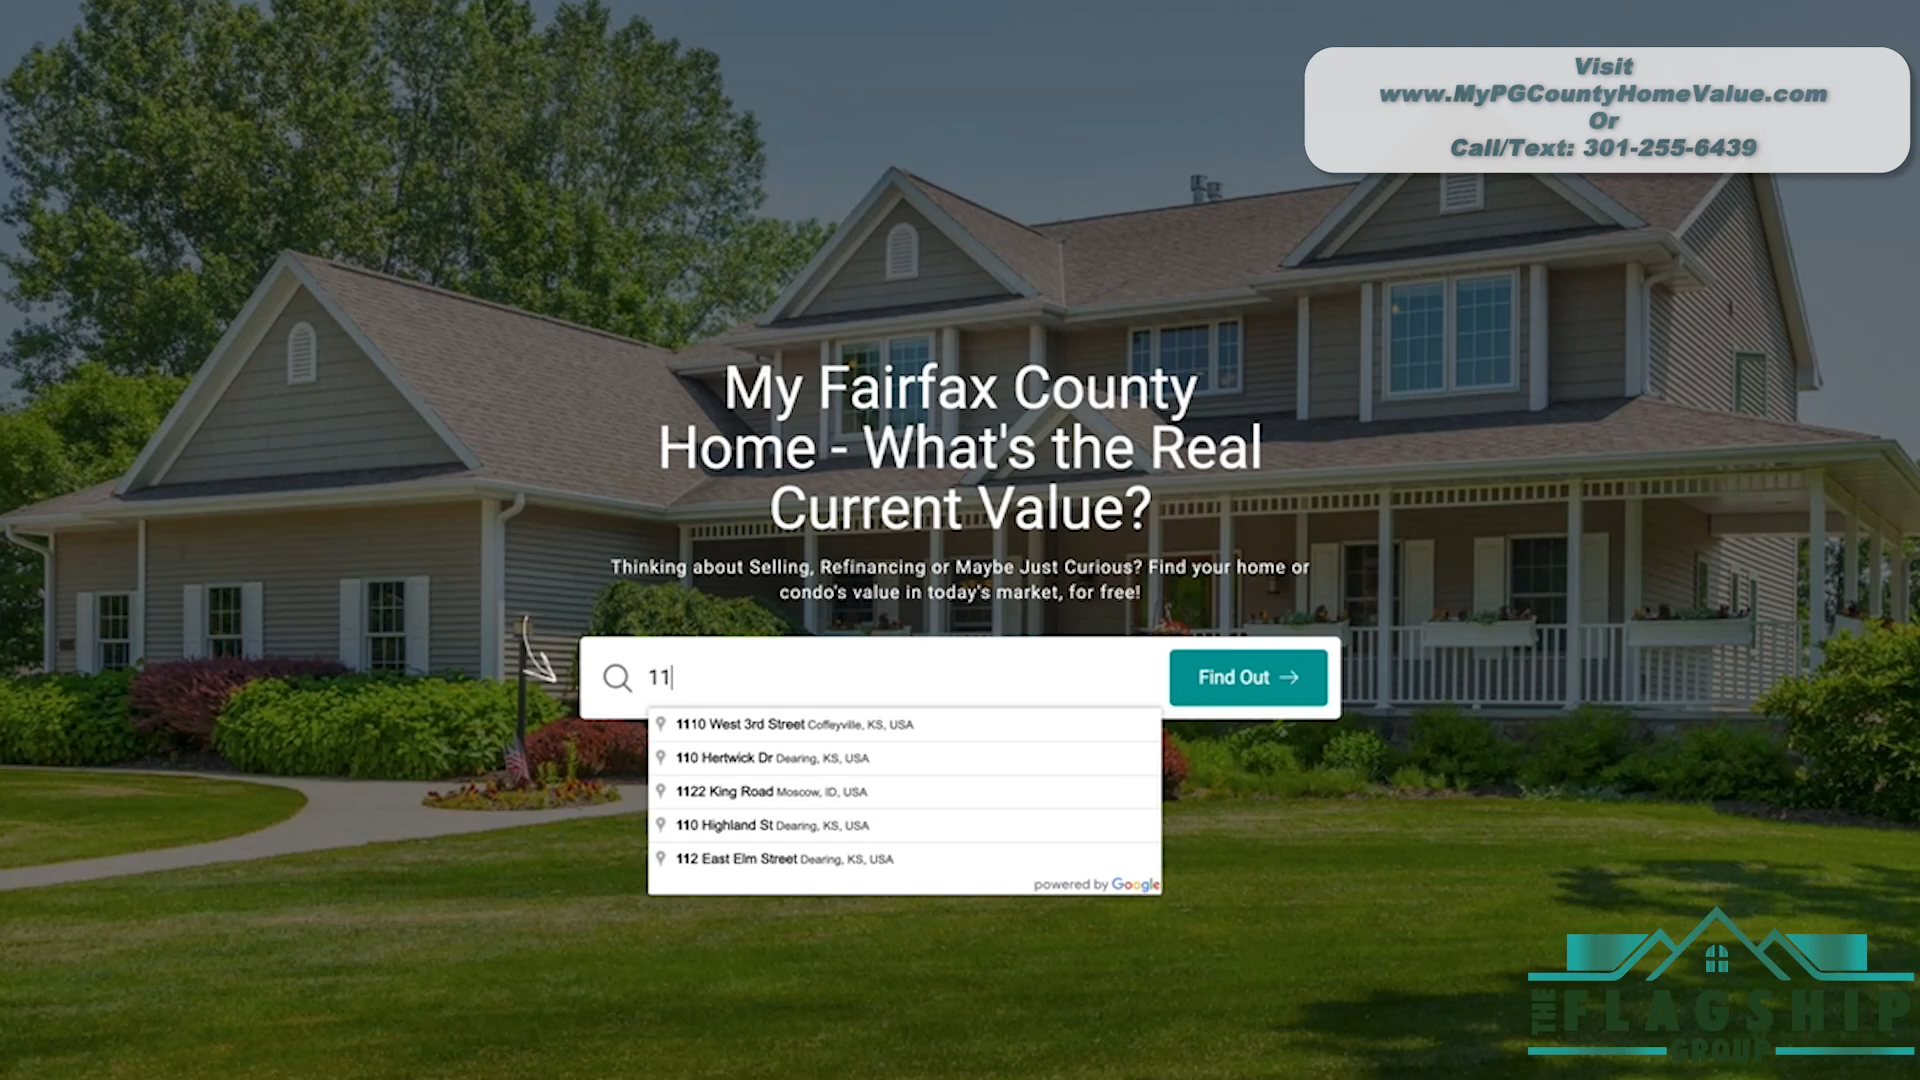 Visit
www.MyPGCountyHomeValue.com
Or
Call/Text: 301-255-6439
My Fairfax County
Home - What's the Real
Current Value?
Thinking about Selling, Refinancing or Maybe Just Curious? Find your home or
condo's value in today's market, for free!
11
Find Out
1110 West 3rd Street Coffeyville, KS, USA
110 Hertwick Dr Dearing, KS, USA
1122 King Road Moscow, ID, USA
110 Highland St Dearing, KS, USA
112 East Elm Street Dearing, KS, USA
powered by Google
THE FLAGSHIP
GROUP